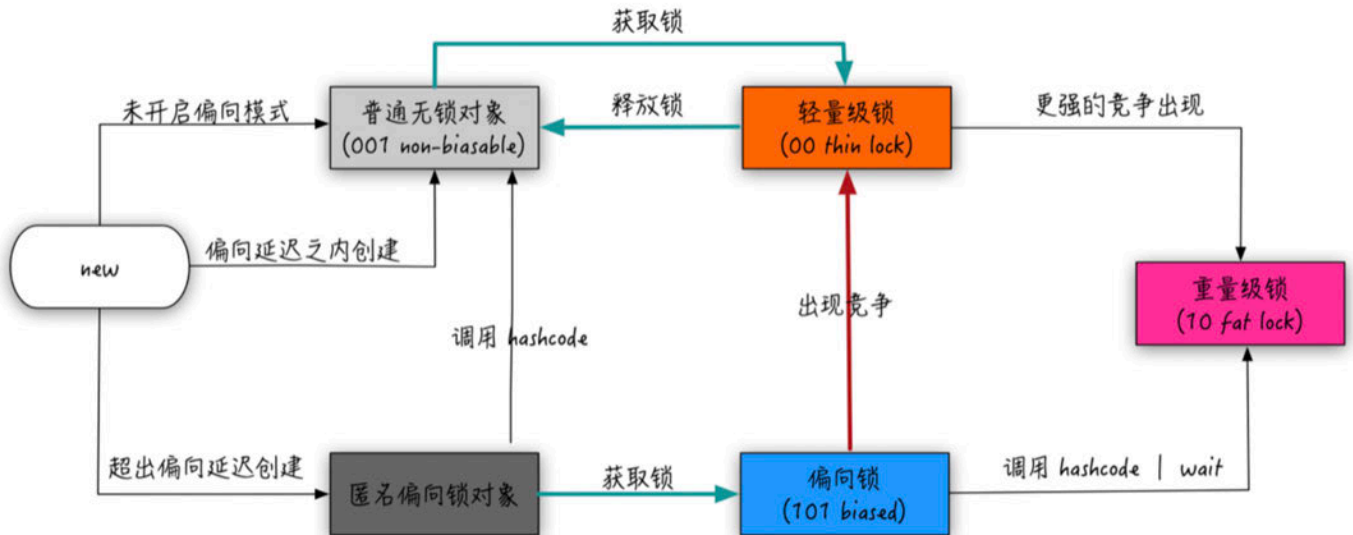 获取锁
未开启偏向模式
普通无锁对象
(001 non-biasable)
释放锁
轻量级锁
(00 thin lock)
更强的竞争出现
new
偏向延迟之内创建
调用 hashcode
出现竞争
重量级锁
(10 fat lock)
超出偏向延迟创建
匿名偏向锁对象
获取锁
偏向锁
(101 biased)
调用 hashcode | wait